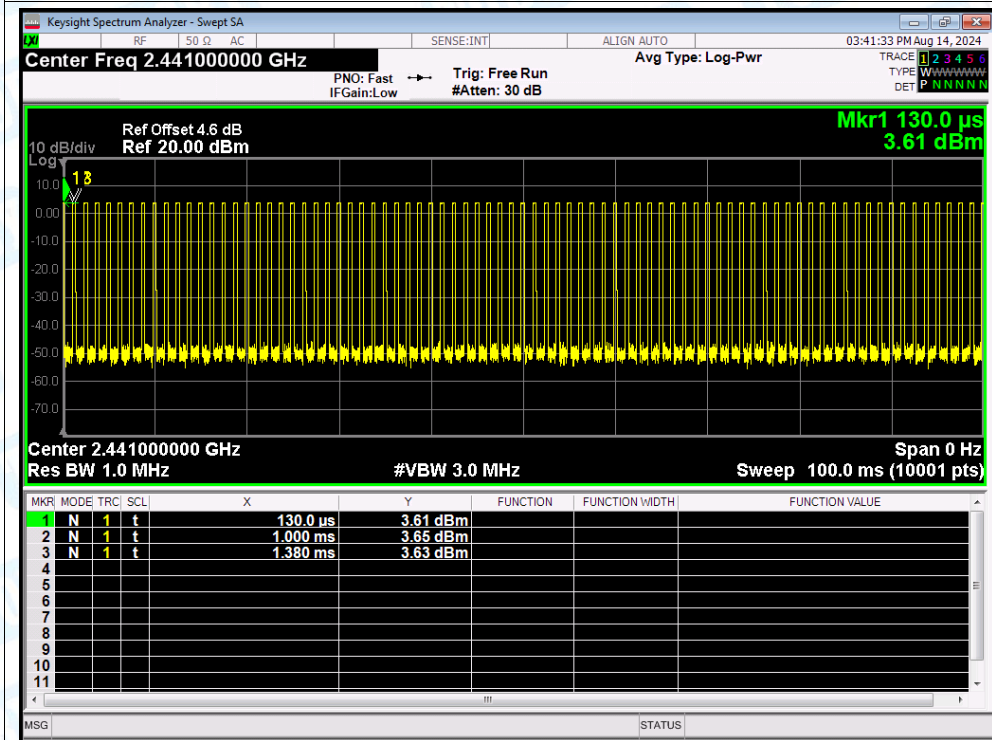 Keysight Spectrum Analyzer - Swept SA
LXI RF 50 Ω AC SENSE:INT ALIGN AUTO 03:41:33 PM Aug 14, 2024
Center Freq 2.441000000 GHz Avg Type: Log-Pwr TRACE 1 2 3 4 5 6
PNO: Fast Trig: Free Run TYPE WWWWWW
IFGain:Low #Atten: 30 dB DET P N N N N N
Mkr1 130.0 µs
3.61 dBm
Ref Offset 4.6 dB
10 dB/div Ref 20.00 dBm
Log
10.0
0.00
-10.0
-20.0
-30.0
-40.0
-50.0
-60.0
-70.0
1 3
Center 2.441000000 GHz Span 0 Hz
Res BW 1.0 MHz #VBW 3.0 MHz Sweep 100.0 ms (10001 pts)
MKR MODE TRC SCL X Y FUNCTION FUNCTION WIDTH FUNCTION VALUE
1 N 1 t 130.0 µs 3.61 dBm
2 N 1 t 1.000 ms 3.65 dBm
3 N 1 t 1.380 ms 3.63 dBm
4
5
6
7
8
9
10
11
MSG STATUS